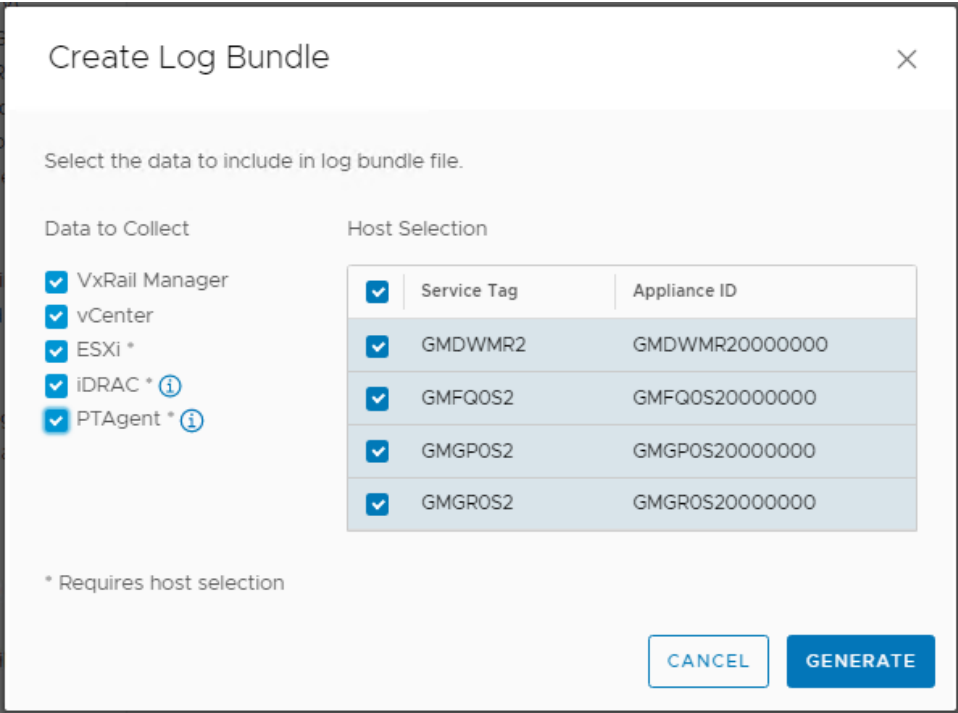 Create Log Bundle
Select the data to include in log bundle file.
Data to Collect
VxRail Manager
vCenter
ESXi *
iDRAC *
PTAgent *
Host Selection
Service Tag Appliance ID
GMDWMR2 GMDWMR20000000
GMFQ0S2 GMFQ0S20000000
GMGP0S2 GMGP0S20000000
GMGR0S2 GMGR0S20000000
* Requires host selection
CANCEL GENERATE